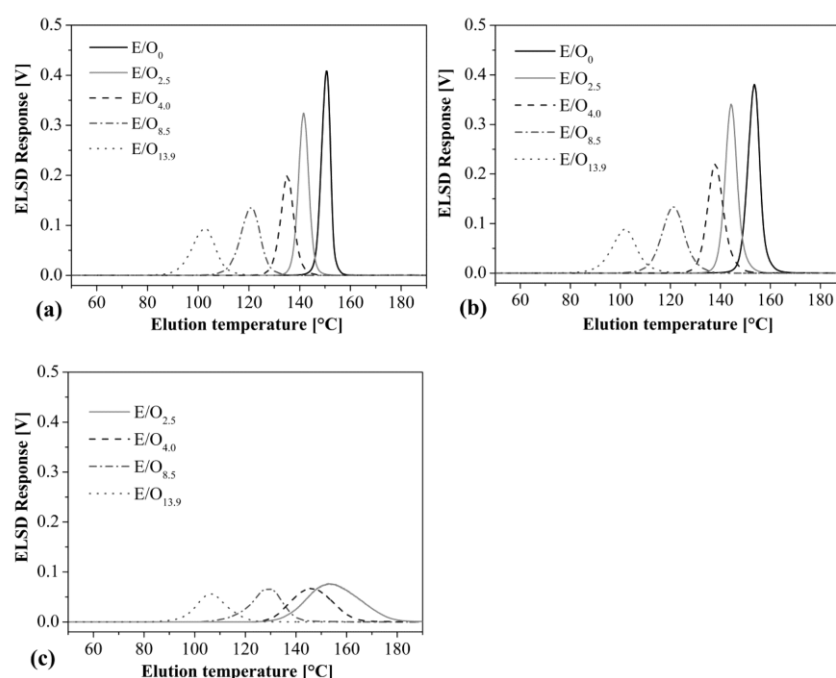 E/O0
E/O2.5
E/O4.0
E/O8.5
E/O13.9
ELSD Response [V]
0.5
0.4
0.3
0.2
0.1
0.0
60 80 100 120 140 160 180
(a)
Elution temperature [°C]
E/O0
E/O2.5
E/O4.0
E/O8.5
E/O13.9
ELSD Response [V]
0.5
0.4
0.3
0.2
0.1
0.0
60 80 100 120 140 160 180
(b)
Elution temperature [°C]
E/O2.5
E/O4.0
E/O8.5
E/O13.9
ELSD Response [V]
0.5
0.4
0.3
0.2
0.1
0.0
60 80 100 120 140 160 180
(c)
Elution temperature [°C]